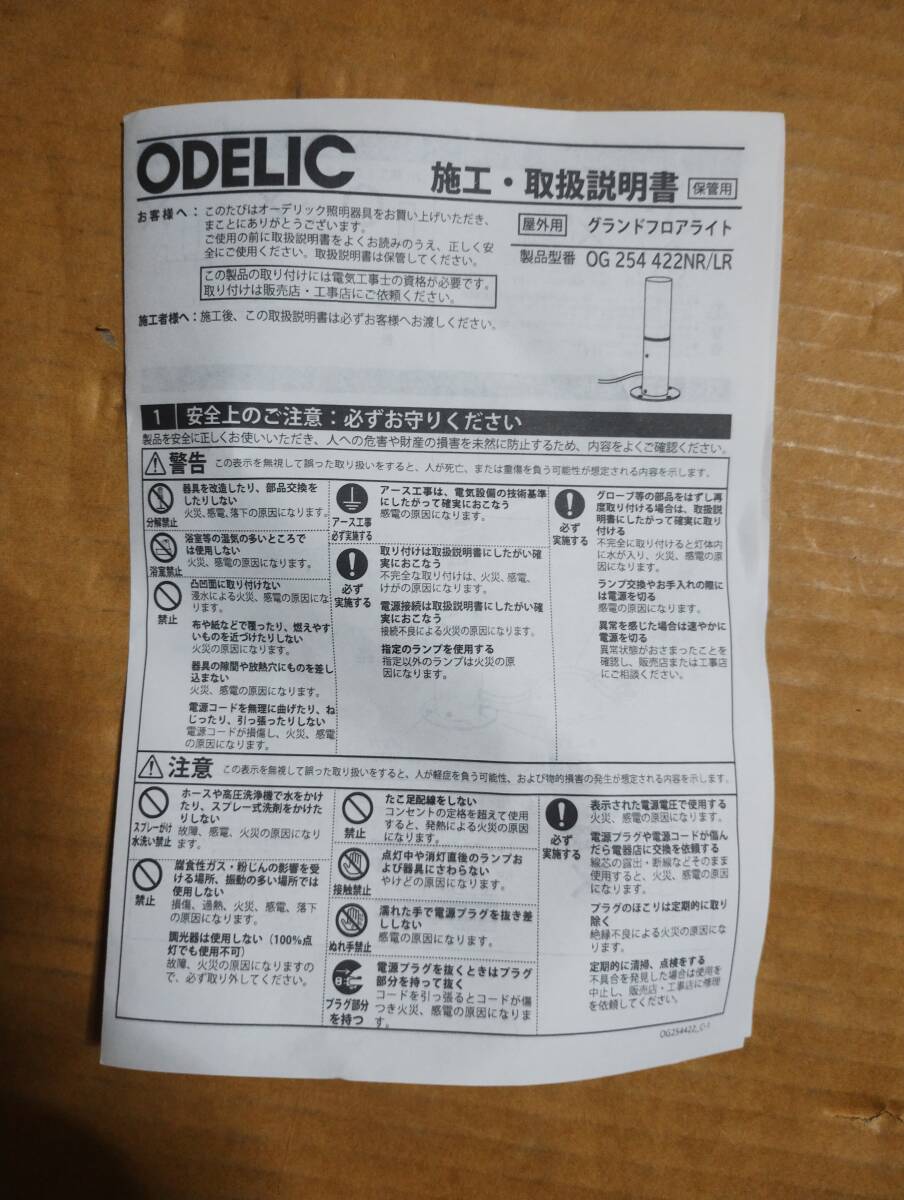 ODELIC
施工・取扱説明書 保管用
お客様へ：このたびはオーデリック照明器具をお買い上げいただき、
まことにありがとうございます。
ご使用の前に取扱説明書をよくお読みのうえ、正しく安
全にご使用ください。取扱説明書は保管してください。
この製品の取り付けには電気工事士の資格が必要です。
取り付けは販売店・工事店にご依頼ください。
施工者様へ：施工後、この取扱説明書は必ずお客様へお渡しください。
屋外用 グランドフロアライト
製品型番 OG 254 422NR/LR
1 安全上のご注意：必ずお守りください
製品を安全に正しくお使いいただき、人への危害や財産の損害を未然に防止するため、内容をよくご確認ください。
警告 この表示を無視して誤った取り扱いをすると、人が死亡、または重傷を負う可能性が想定される内容を示します。
分解禁止
器具を改造したり、部品交換を
したりしない
火災、感電、落下の原因になります。
浴室禁止
浴室等の湿気の多いところで
は使用しない
火災、感電の原因になります。
禁止
凸凹面に取り付けない
浸水による火災、感電の原因にな
ります。
布や紙などで覆ったり、燃えやす
いものを近づけたりしない
火災の原因になります。
器具の隙間や放熱穴にものを差し
込まない
火災、感電の原因になります。
電源コードを無理に曲げたり、ね
じったり、引っ張ったりしない
電源コードが損傷し、火災、感電
の原因になります。
アース工事
必ず実施する
アース工事は、電気設備の技術基準
にしたがって確実におこなう
感電の原因になります。
必ず
実施する
取り付けは取扱説明書にしたがい確
実におこなう
不完全な取り付けは、火災、感電、
けがの原因になります。
電源接続は取扱説明書にしたがい確
実におこなう
接続不良による火災の原因になります。
指定のランプを使用する
指定以外のランプは火災の原
因になります。
必ず
実施する
グローブ等の部品をはずし再
度取り付ける場合は、取扱説
明書にしたがって確実に取り
付ける
不完全に取り付けると灯体内
に水が入り、火災、感電の原
因になります。
ランプ交換やお手入れの際に
は電源を切る
感電の原因になります。
異常を感じた場合は速やかに
電源を切る
異常状態がおさまったことを
確認し、販売店または工事店
にご相談ください。
注意 この表示を無視して誤った取り扱いをすると、人が軽症を負う可能性、および物的損害の発生が想定される内容を示します。
スプレーがけ
水洗い禁止
ホースや高圧洗浄機で水をかけ
たり、スプレー式洗剤をかけた
りしない
故障、感電、火災の原因になり
ます。
禁止
腐食性ガス・粉じんの影響を受
ける場所、振動の多い場所では
使用しない
損傷、過熱、火災、感電、落下
の原因になります。
調光器は使用しない（100%点
灯でも使用不可）
故障、火災の原因になりますの
で、必ず取り外してください。
禁止
たこ足配線をしない
コンセントの定格を超えて使用
すると、発熱による火災の原因
になります。
接触禁止
点灯中や消灯直後のランプお
よび器具にさわらない
やけどの原因になります。
ぬれ手禁止
濡れた手で電源プラグを抜き差
ししない
感電の原因になります。
プラグ部分
を持つ
電源プラグを抜くときはプラグ
部分を持って抜く
コードを引っ張るとコードが傷
つき火災、感電の原因になりま
す。
必ず
実施する
表示された電源電圧で使用する
火災、感電の原因になります。
電源プラグや電源コードが傷ん
だら電器店に交換を依頼する
線芯の露出・断線などそのまま
使用すると、火災、感電の原因
になります。
プラグのほこりは定期的に取り
除く
絶縁不良による火災の原因にな
ります。
定期的に清掃、点検をする
不具合を発見した場合は使用を
中止し、販売店・工事店に修理
を依頼してください。
OG254422_C-1